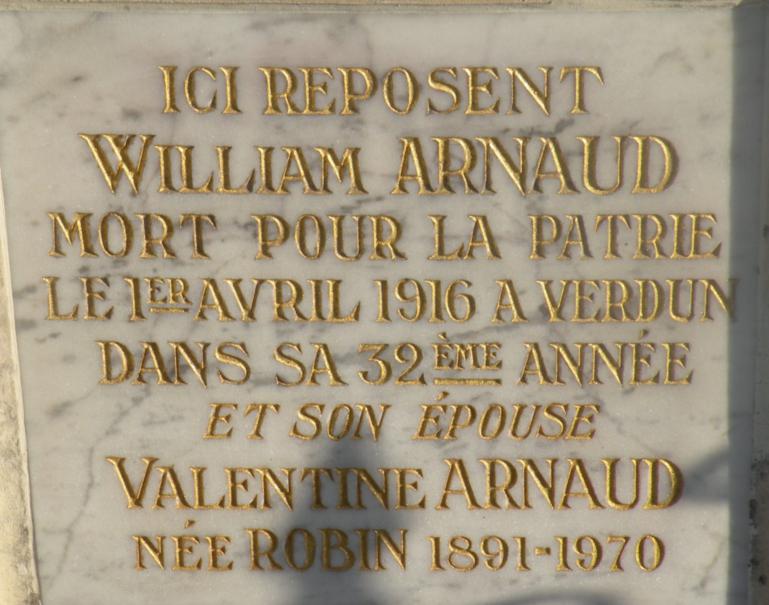 ICI REPOSENT
WILLIAM ARNAUD
MORT POUR LA PATRIE
LE 1ER AVRIL 1916 A VERDUN
DANS SA 32ÈME ANNÉE
ET SON ÉPOUSE
VALENTINE ARNAUD
NÉE ROBIN 1891-1970